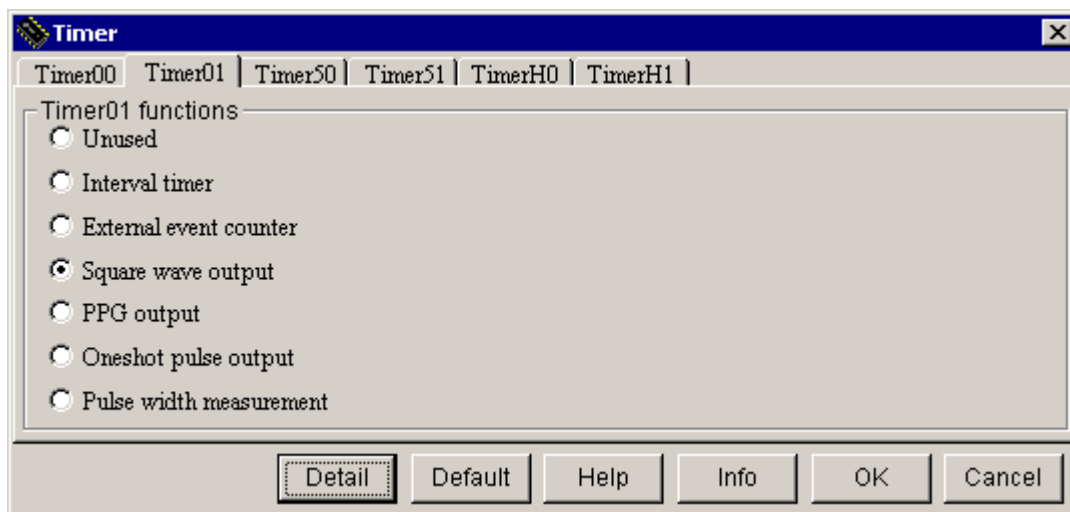 Timer
Timer00 Timer01 Timer50 Timer51 TimerH0 TimerH1
Timer01 functions
Unused
Interval timer
External event counter
Square wave output
PPG output
Oneshot pulse output
Pulse width measurement
Detail Default Help Info OK Cancel